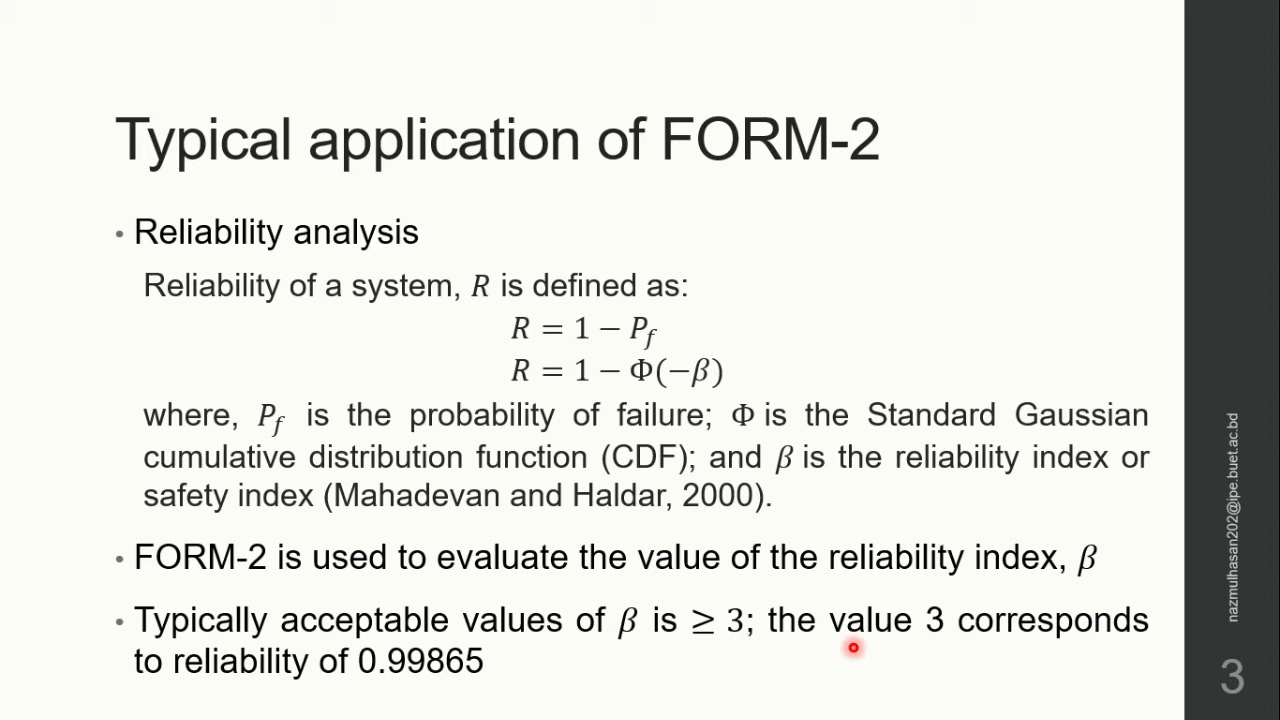 Typical application of FORM-2
• Reliability analysis
Reliability of a system, R is defined as:
R = 1 − P_f
R = 1 − Φ(−β)
where, P_f is the probability of failure; Φ is the Standard Gaussian
cumulative distribution function (CDF); and β is the reliability index or
safety index (Mahadevan and Haldar, 2000).
• FORM-2 is used to evaluate the value of the reliability index, β
• Typically acceptable values of β is ≥ 3; the value 3 corresponds
to reliability of 0.99865
nazmulhasan202@ipe.buet.ac.bd
3